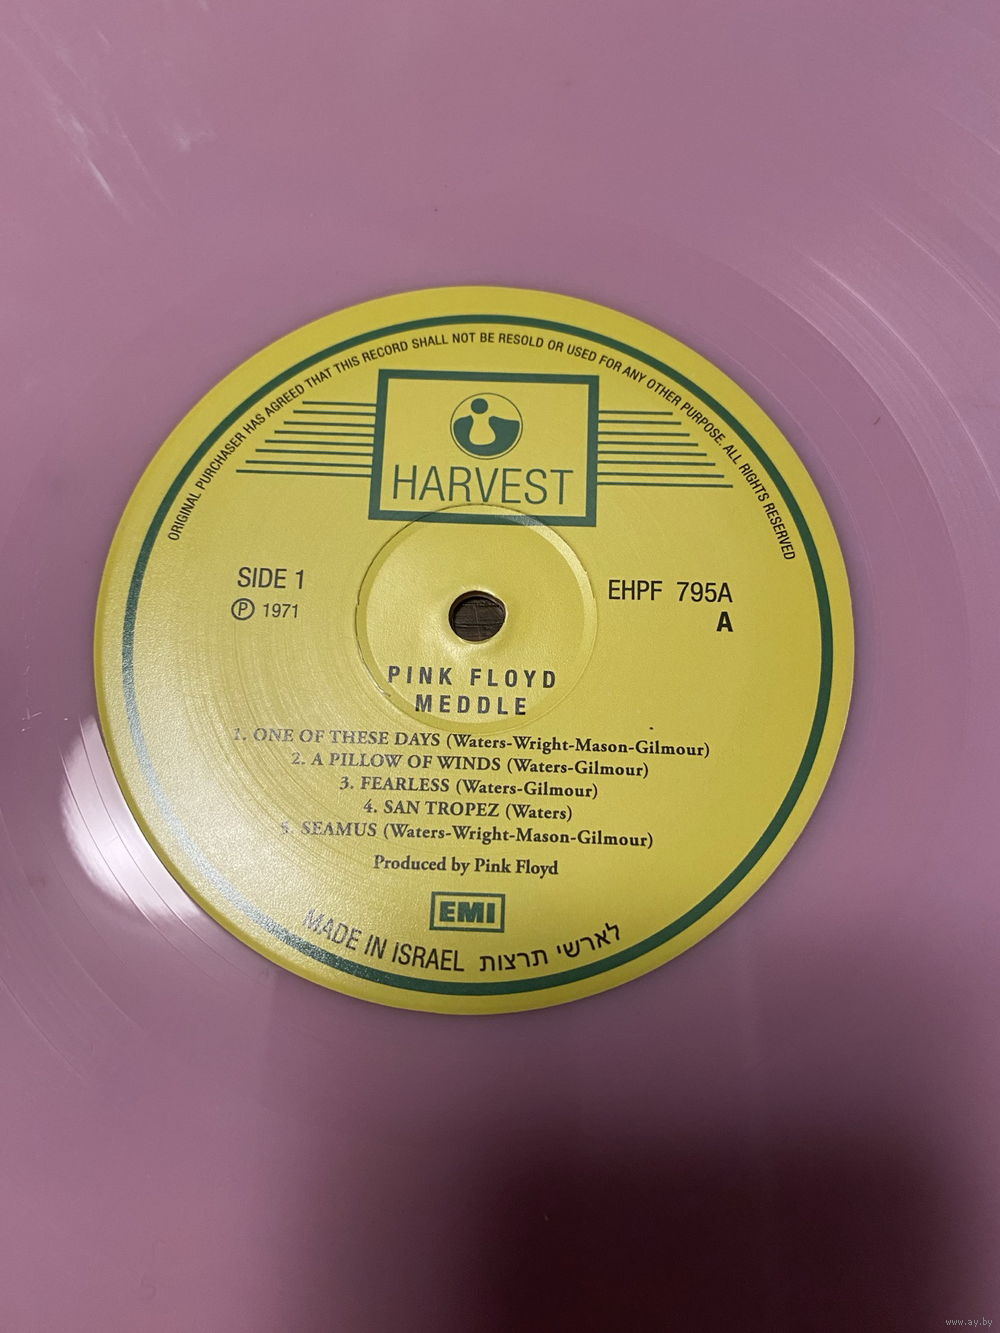 ORIGINAL PURCHASER HAS AGREED THAT THIS RECORD SHALL NOT BE RESOLD OR USED FOR ANY OTHER PURPOSE. ALL RIGHTS RESERVED
HARVEST
SIDE 1
Ⓟ 1971
EHPF 795A
A
PINK FLOYD
MEDDLE
1. ONE OF THESE DAYS (Waters-Wright-Mason-Gilmour)
2. A PILLOW OF WINDS (Waters-Gilmour)
3. FEARLESS (Waters-Gilmour)
4. SAN TROPEZ (Waters)
5. SEAMUS (Waters-Wright-Mason-Gilmour)
Produced by Pink Floyd
EMI
MADE IN ISRAEL לארשי תרצות
www.ay.by